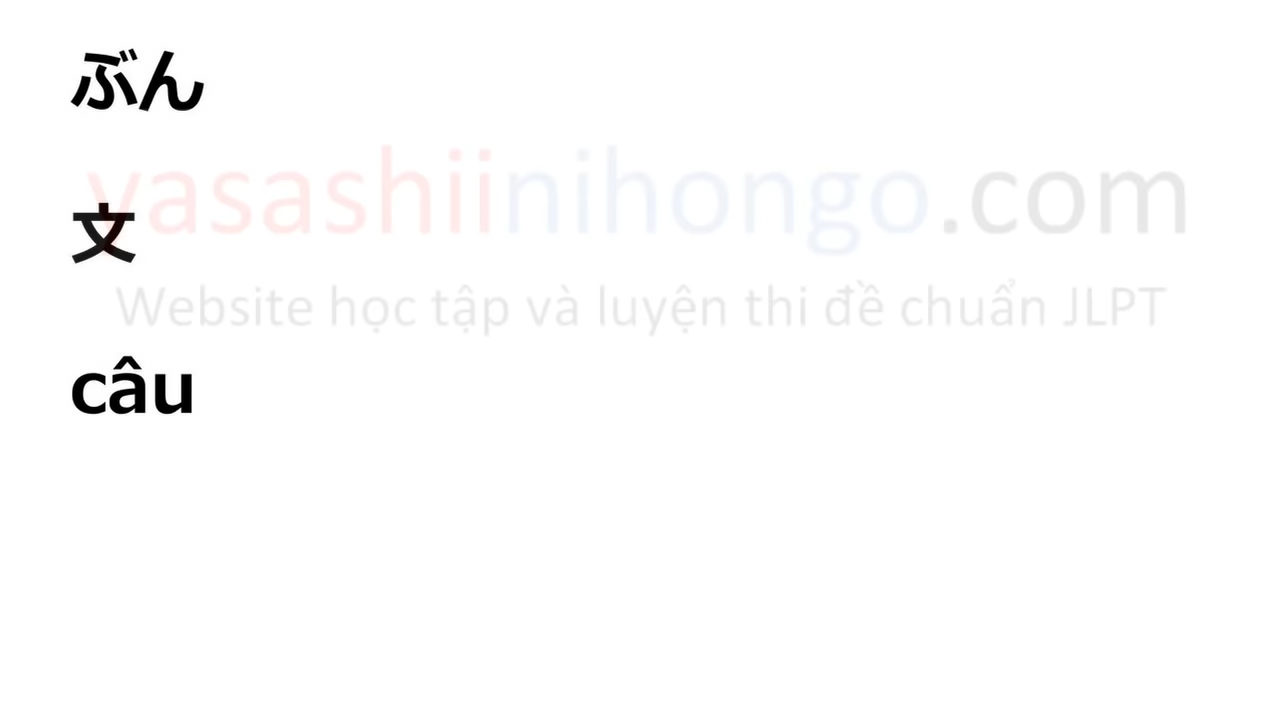 ぶん
yasashiinihongo.com
文
Website học tập và luyện thi đề chuẩn JLPT
câu